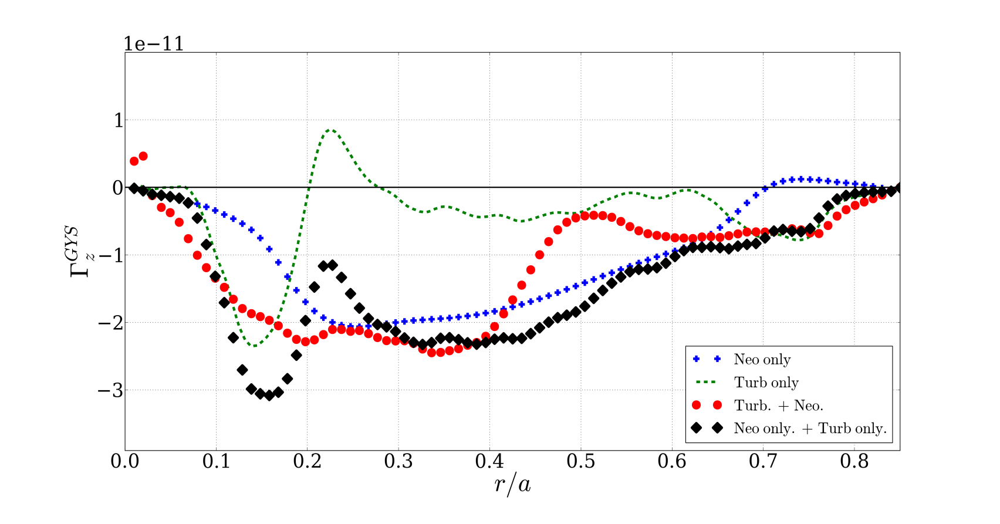 1e−11
1
0
−1
−2
−3
Γ_z^{GYS}
0.0 0.1 0.2 0.3 0.4 0.5 0.6 0.7 0.8
r/a
Neo only
Turb only
Turb. + Neo.
Neo only. + Turb only.